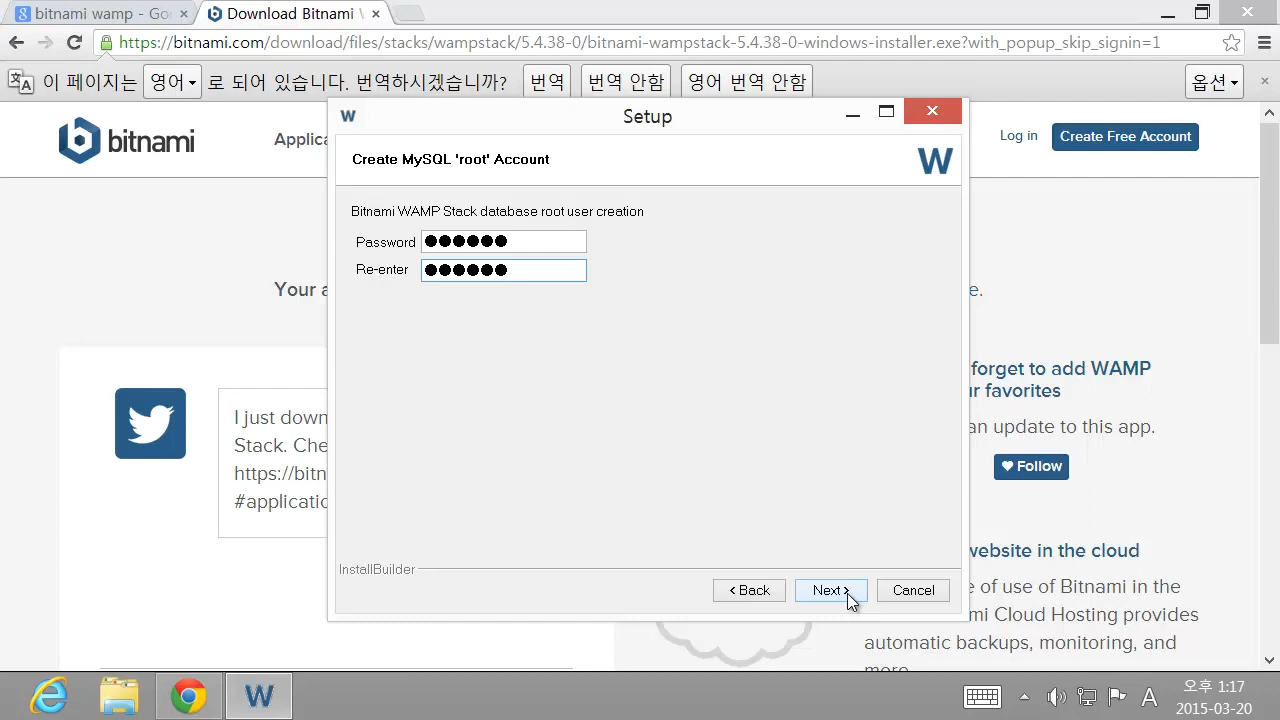 bitnami wamp - Go
Download Bitnami
https://bitnami.com/download/files/stacks/wampstack/5.4.38-0/bitnami-wampstack-5.4.38-0-windows-installer.exe?with_popup_skip_signin=1
이 페이지는 영어 로 되어 있습니다. 번역하시겠습니까? 번역 번역 안함 영어 번역 안함 옵션
bitnami
Applica
Log in
Create Free Account
W
Setup
Create MySQL 'root' Account
W
Bitnami WAMP Stack database root user creation
Password
Re-enter
InstallBuilder
< Back
Next >
Cancel
Your a
e.
I just down
Stack. Che
https://bitn
#applicatio
forget to add WAMP
ur favorites
an update to this app.
Follow
website in the cloud
e of use of Bitnami in the
mi Cloud Hosting provides
automatic backups, monitoring, and
more
W
A
오후 1:17
2015-03-20